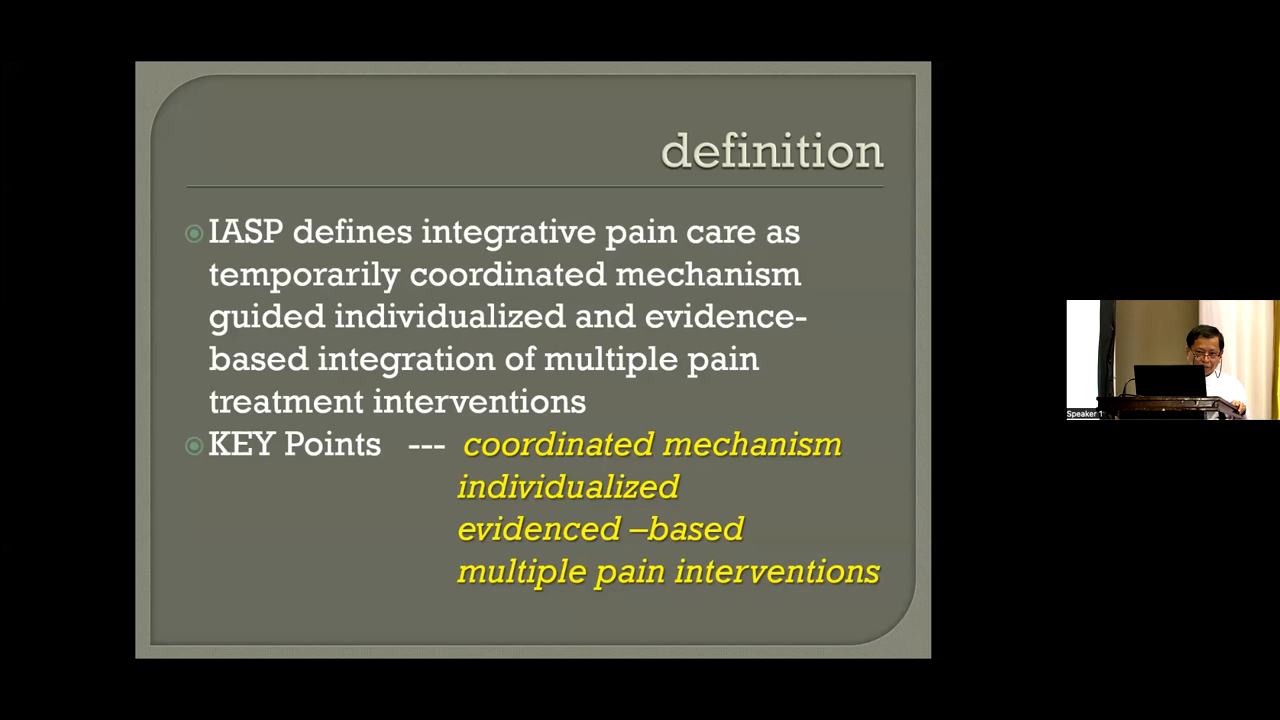 definition
IASP defines integrative pain care as
temporarily coordinated mechanism
guided individualized and evidence-
based integration of multiple pain
treatment interventions
KEY Points --- coordinated mechanism
individualized
evidenced –based
multiple pain interventions
Speaker 1